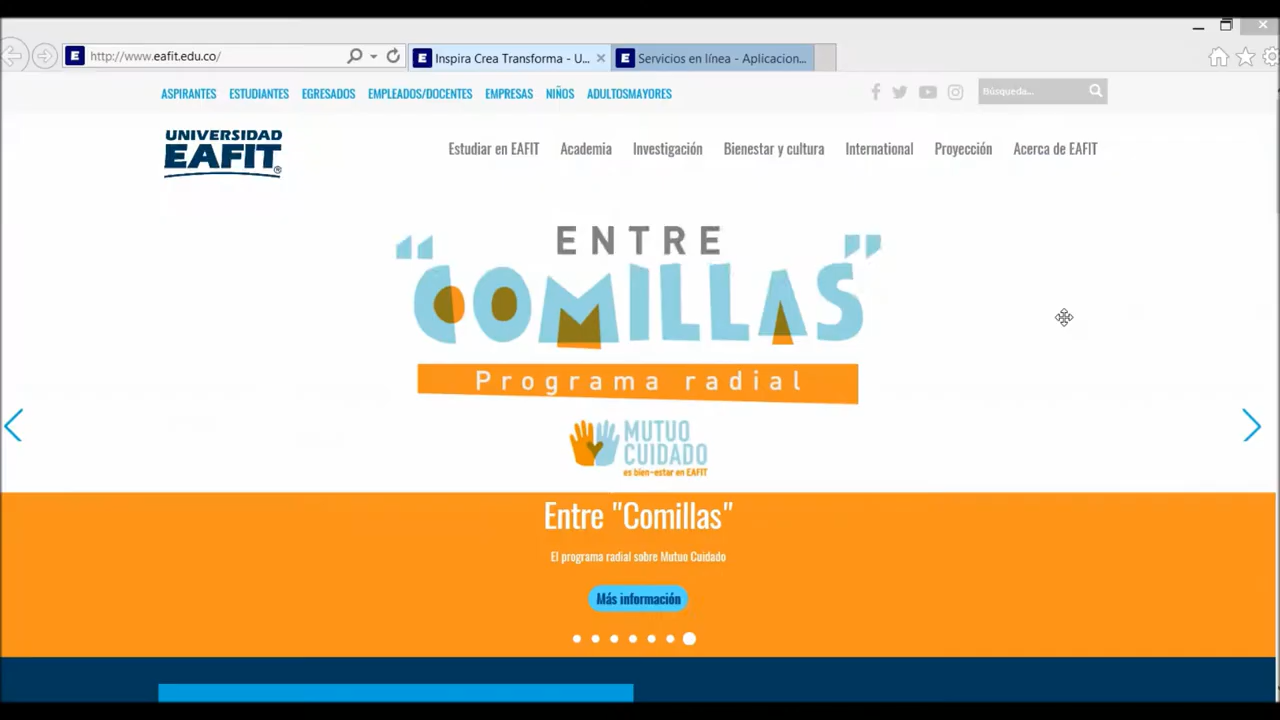 http://www.eafit.edu.co/
Inspira Crea Transforma - U...
Servicios en línea - Aplicacion...
ASPIRANTES ESTUDIANTES EGRESADOS EMPLEADOS/DOCENTES EMPRESAS NIÑOS ADULTOSMAYORES
Búsqueda...
UNIVERSIDAD
EAFIT®
Estudiar en EAFIT Academia Investigación Bienestar y cultura International Proyección Acerca de EAFIT
ENTRE
“COMILLAS”
Programa radial
MUTUO
CUIDADO
es bien-estar en EAFIT
Entre "Comillas"
El programa radial sobre Mutuo Cuidado
Más información